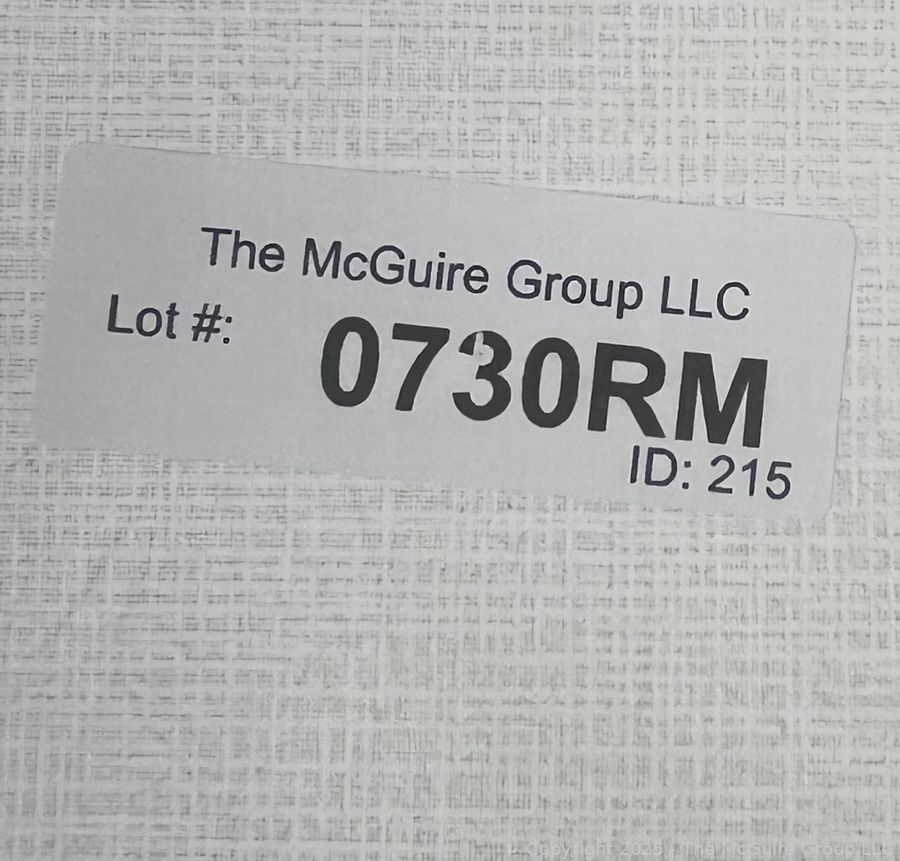 The McGuire Group LLC
Lot #:
0730RM
ID: 215
Copyright 2025 - The McGuire Group LLC